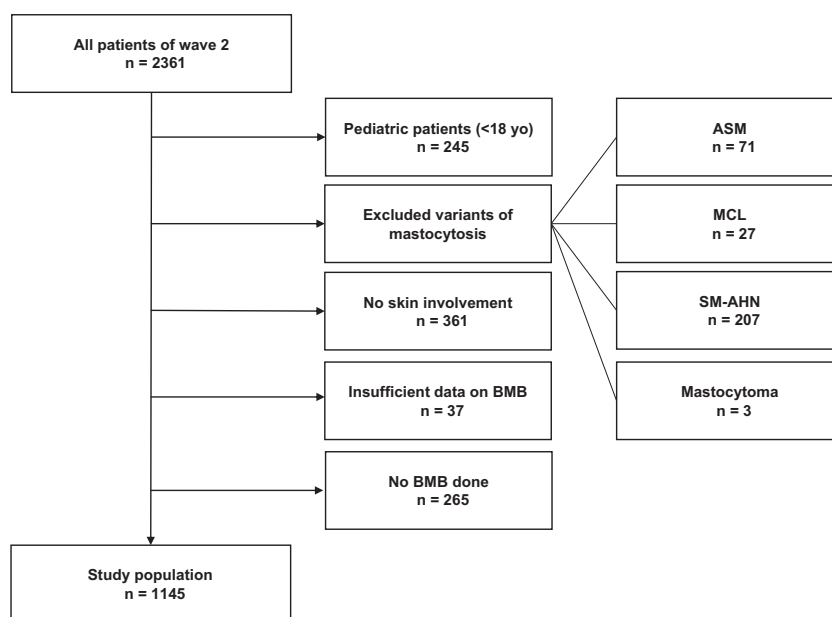 All patients of wave 2
n = 2361
Pediatric patients (<18 yo)
n = 245
ASM
n = 71
Excluded variants of
mastocytosis
MCL
n = 27
No skin involvement
n = 361
SM-AHN
n = 207
Insufficient data on BMB
n = 37
Mastocytoma
n = 3
No BMB done
n = 265
Study population
n = 1145